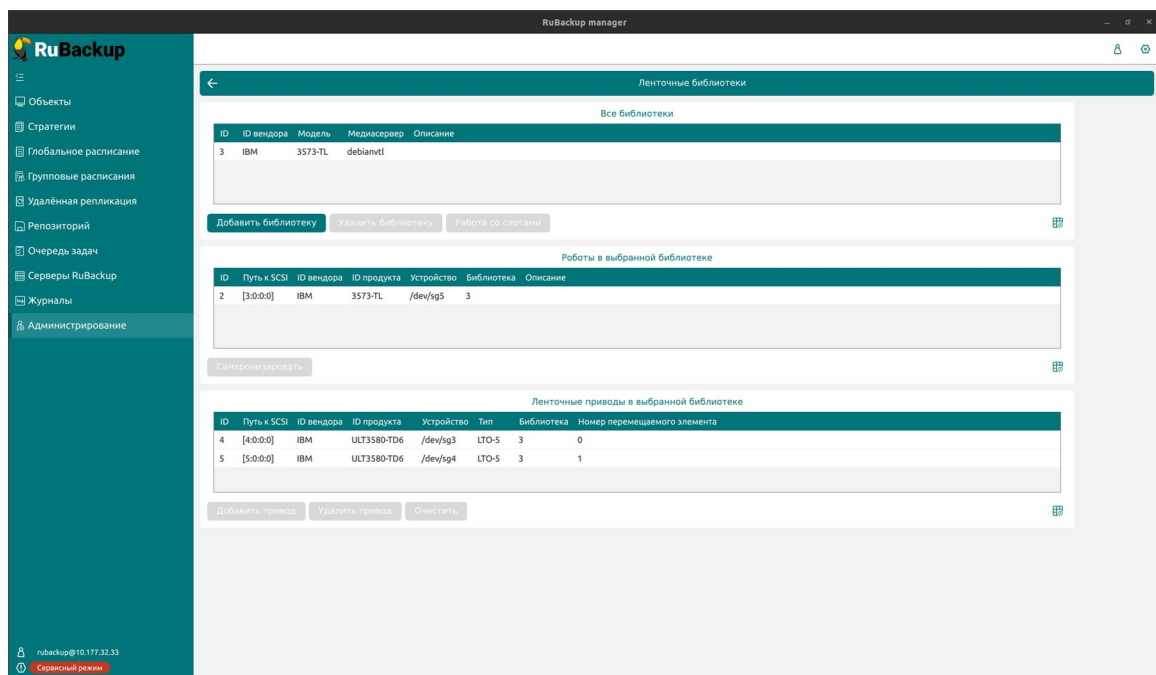 RuBackup manager
RuBackup
Объекты
Стратегии
Глобальное расписание
Групповые расписания
Удалённая репликация
Репозиторий
Очередь задач
Серверы RuBackup
Журналы
Администрирование
rubackup@10.177.32.33
Сервисный режим
Ленточные библиотеки
Все библиотеки
ID ID вендора Модель Медиасервер Описание
3 IBM 3573-TL debianvtl
Добавить библиотеку Удалить библиотеку Работа со слотами
Роботы в выбранной библиотеке
ID Путь к SCSI ID вендора ID продукта Устройство Библиотека Описание
2 [3:0:0:0] IBM 3573-TL /dev/sg5 3
Синхронизировать
Ленточные приводы в выбранной библиотеке
ID Путь к SCSI ID вендора ID продукта Устройство Тип Библиотека Номер перемещаемого элемента
4 [4:0:0:0] IBM ULT3580-TD6 /dev/sg3 LTO-5 3 0
5 [5:0:0:0] IBM ULT3580-TD6 /dev/sg4 LTO-5 3 1
Добавить привод Удалить привод Очистить